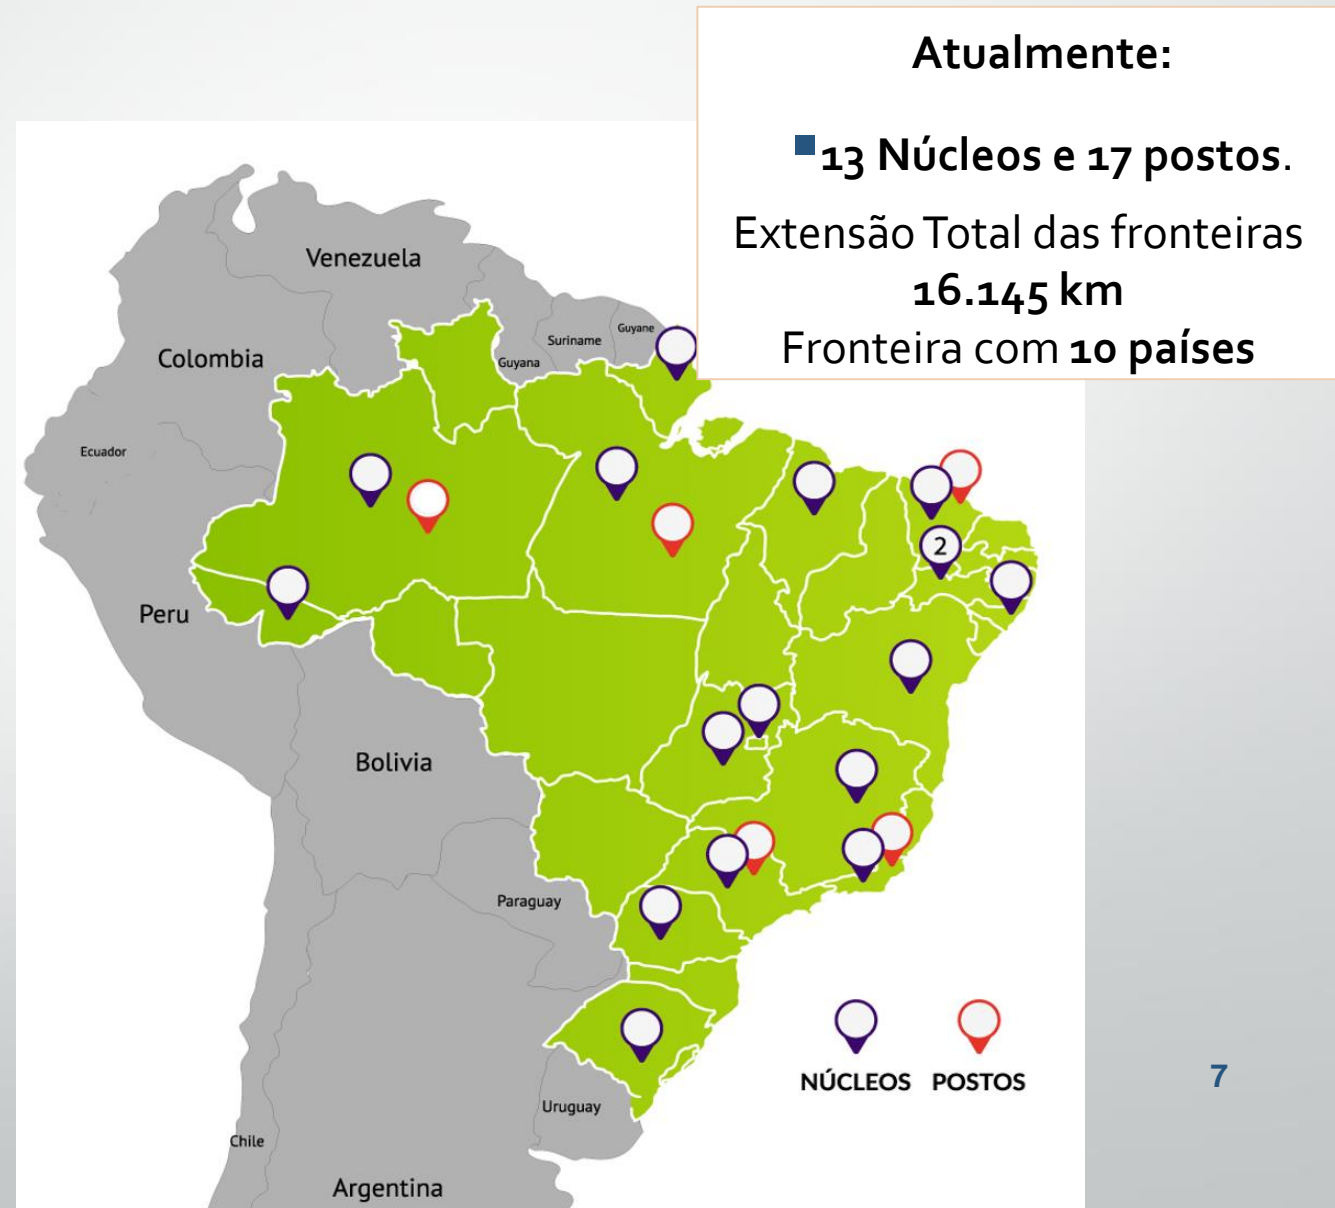 Atualmente:
▪13 Núcleos e 17 postos.
Extensão Total das fronteiras
16.145 km
Fronteira com 10 países
Venezuela
Colombia
Guyana
Suriname
Guyane
Ecuador
2
Peru
Bolivia
Paraguay
NÚCLEOS POSTOS
7
Uruguay
Chile
Argentina